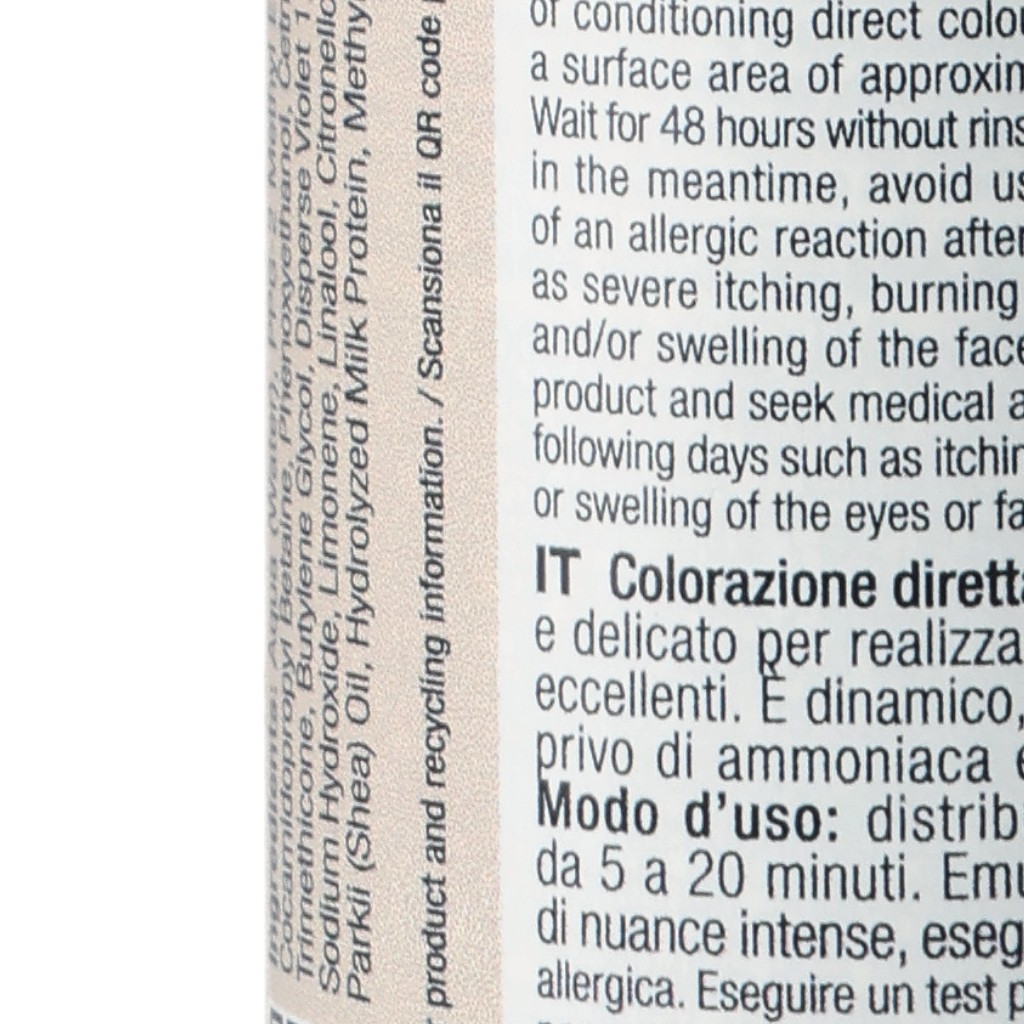 Ingredients: Aqua (Water),
Cocamidopropyl Betaine, Phenoxyethanol,
Trimethicone, Butylene Glycol, Disperse Violet 1
Sodium Hydroxide, Limonene, Linalool, Citronello
Parkii (Shea) Oil, Hydrolyzed Milk Protein, Methy
product and recycling information. / Scansiona il QR code
of conditioning direct colou
a surface area of approxim
Wait for 48 hours without rins
in the meantime, avoid us
of an allergic reaction after
as severe itching, burning
and/or swelling of the face
product and seek medical a
following days such as itchin
or swelling of the eyes or fa
IT Colorazione dirett
e delicato per realizza
eccellenti. È dinamico,
privo di ammoniaca e
Modo d'uso: distrib
da 5 a 20 minuti. Emu
di nuance intense, eseg
allergica. Eseguire un test p